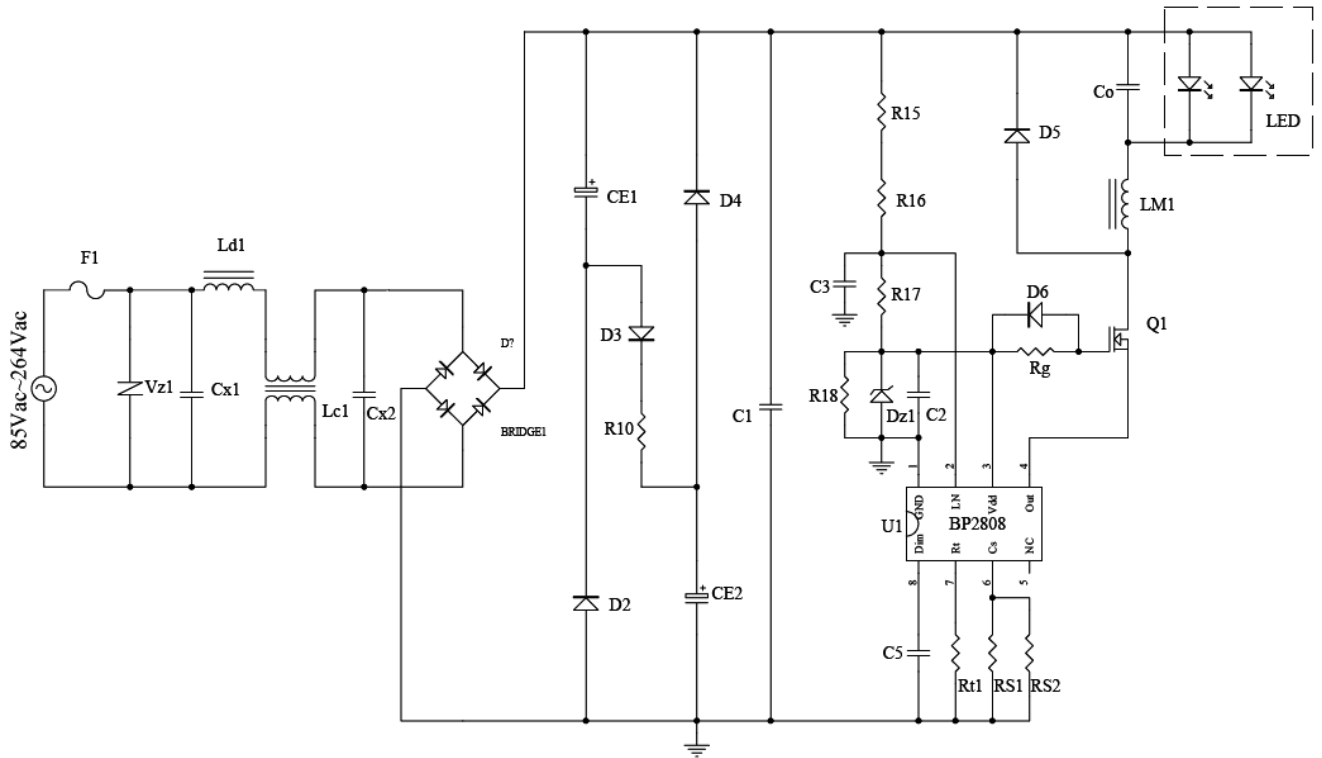 R15
Co
D5
LED
CE1
+
D4
R16
LM1
Ld1
F1
C3
R17
D6
Q1
D3
D?
85Vac~264Vac
Vz1
Cx1
Lc1
Cx2
Rg
R18
Dz1
C2
R10
C1
BRIDGE1
1
2
3
4
GND
LN
Vdd
Out
U1
BP2808
Dim
Rt
Cs
NC
8
7
6
5
+
CE2
D2
C5
Rt1
RS1
RS2